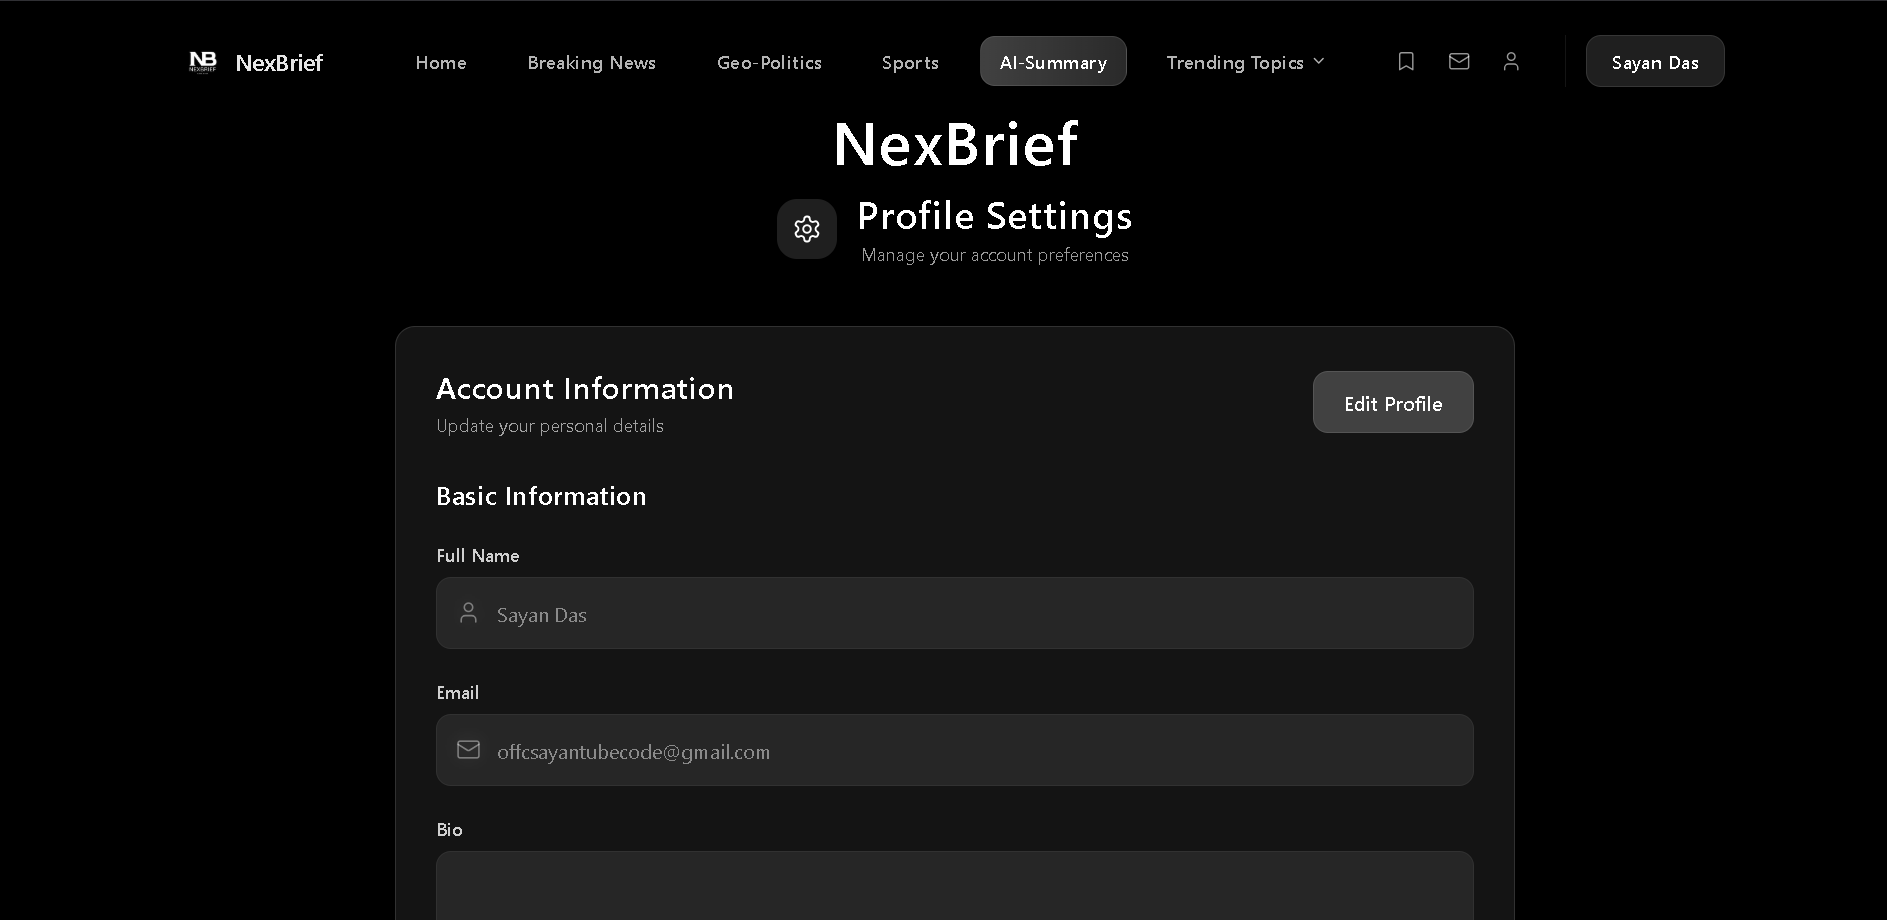 NB
NEXBRIEF
NexBrief
Home
Breaking News
Geo-Politics
Sports
AI-Summary
Trending Topics
Sayan Das
NexBrief
Profile Settings
Manage your account preferences
Account Information
Update your personal details
Edit Profile
Basic Information
Full Name
Sayan Das
Email
offcsayantubecode@gmail.com
Bio